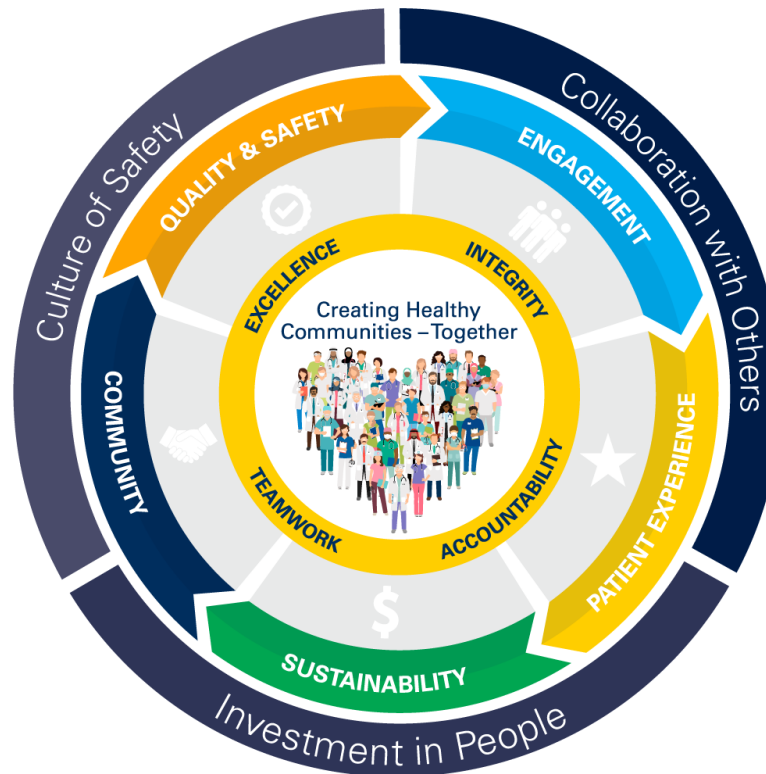 Culture of Safety
Collaboration with Others
Investment in People
QUALITY & SAFETY
ENGAGEMENT
PATIENT EXPERIENCE
SUSTAINABILITY
COMMUNITY
EXCELLENCE
INTEGRITY
ACCOUNTABILITY
TEAMWORK
Creating Healthy
Communities – Together
$